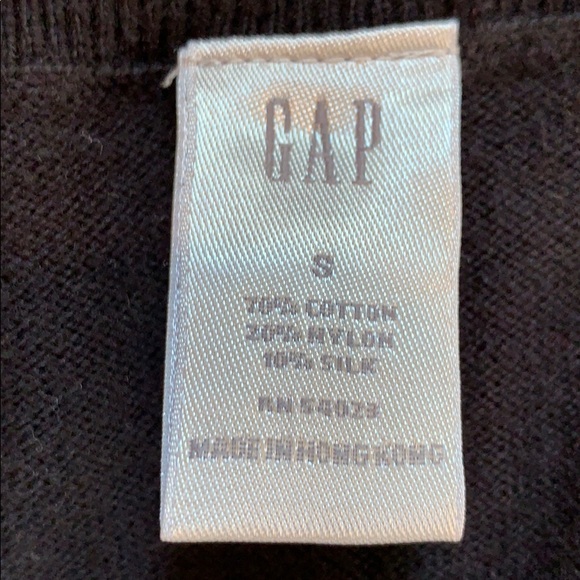 GAP
S
70% COTTON
20% NYLON
10% SILK
RN 54023
MADE IN HONG KONG